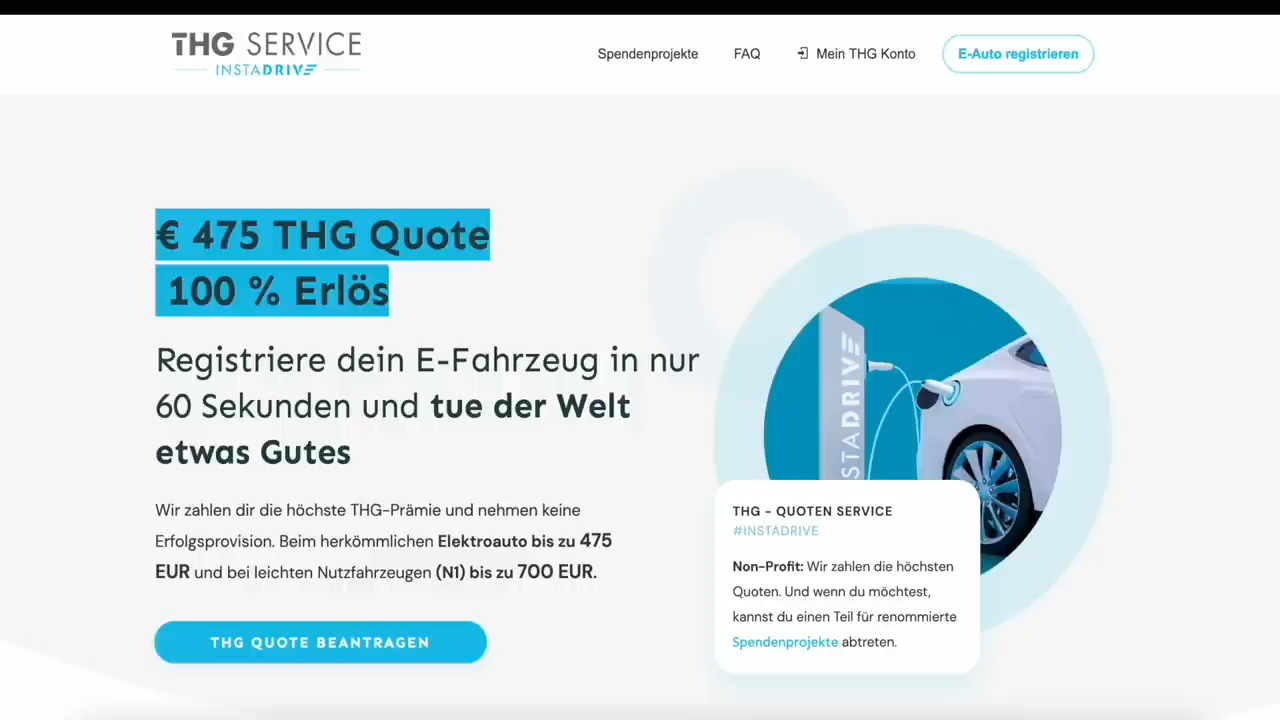 THG SERVICE
INSTADRIVE
Spendenprojekte
FAQ
Mein THG Konto
E-Auto registrieren
€ 475 THG Quote
100 % Erlös
Registriere dein E-Fahrzeug in nur
60 Sekunden und tue der Welt
etwas Gutes
Wir zahlen dir die höchste THG-Prämie und nehmen keine
Erfolgsprovision. Beim herkömmlichen Elektroauto bis zu 475
EUR und bei leichten Nutzfahrzeugen (N1) bis zu 700 EUR.
THG QUOTE BEANTRAGEN
STADRIVE
THG - QUOTEN SERVICE
#INSTADRIVE
Non-Profit: Wir zahlen die höchsten
Quoten. Und wenn du möchtest,
kannst du einen Teil für renommierte
Spendenprojekte abtreten.